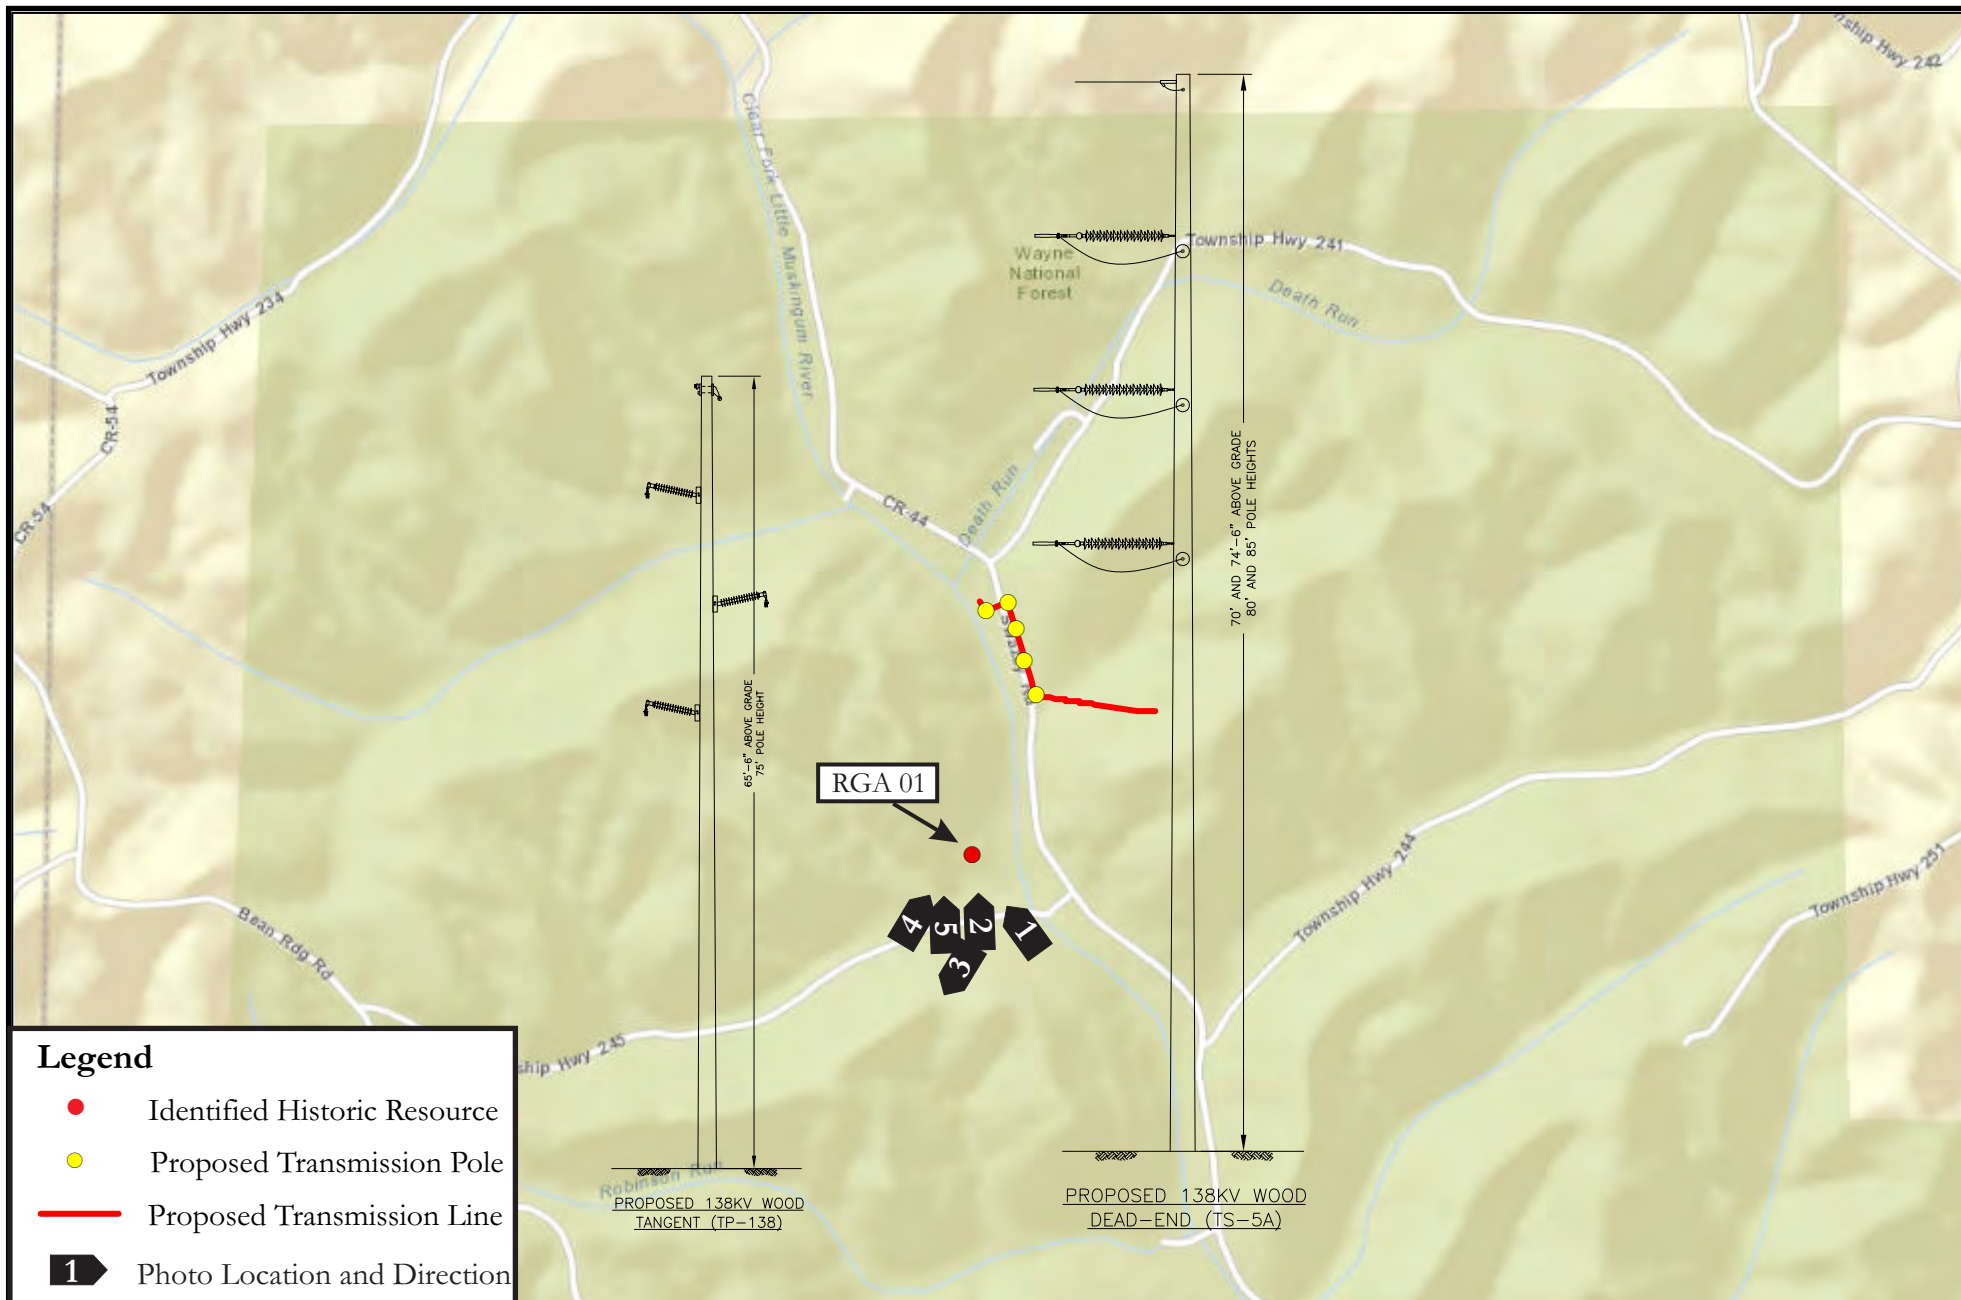 ship Hwy 242
Clear Fork Little Muskingum River
Township Hwy 241
Wayne
National
Forest
Death Run
Township Hwy 234
CR-54
CR-54
CR-44
Death Run
70' AND 74'-6" ABOVE GRADE
80' AND 85' POLE HEIGHTS
65'-6" ABOVE GRADE
75' POLE HEIGHT
RGA 01
Township Hwy 244
Township Hwy 251
Bean Rdg Rd
4
5
2
1
3
ship Hwy 245
Robinson Run
PROPOSED 138KV WOOD
TANGENT (TP-138)
PROPOSED 138KV WOOD
DEAD-END (TS-5A)
Legend
Identified Historic Resource
Proposed Transmission Pole
Proposed Transmission Line
1 Photo Location and Direction